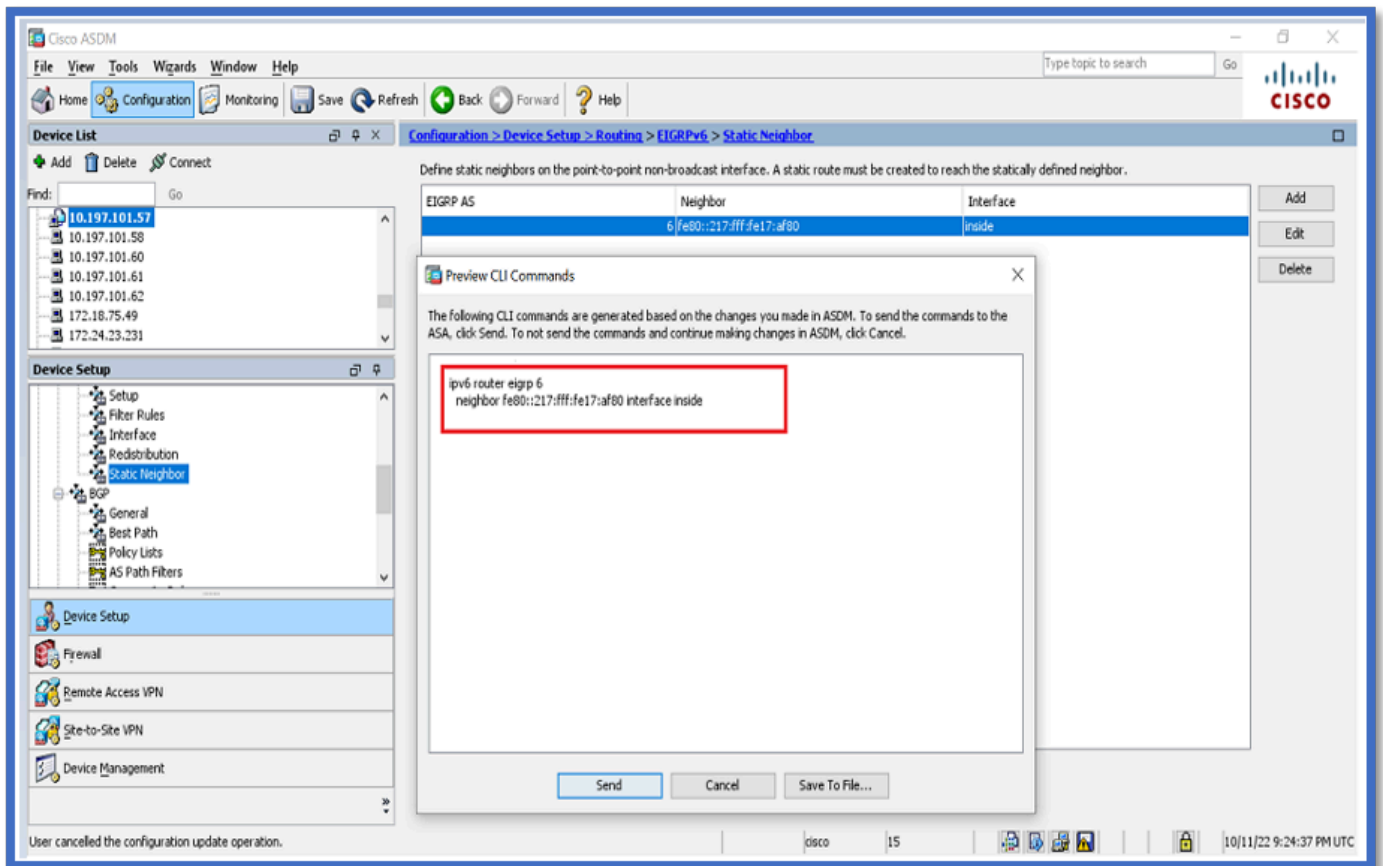 Cisco ASDM
File View Tools Wizards Window Help
Type topic to search Go
Home Configuration Monitoring Save Refresh Back Forward Help
CISCO
Device List
Add Delete Connect
Find: Go
10.197.101.57
10.197.101.58
10.197.101.60
10.197.101.61
10.197.101.62
172.18.75.49
172.24.23.231
Device Setup
Setup
Filter Rules
Interface
Redistribution
Static Neighbor
BGP
General
Best Path
Policy Lists
AS Path Filters
Device Setup
Firewall
Remote Access VPN
Site-to-Site VPN
Device Management
Configuration > Device Setup > Routing > EIGRPv6 > Static Neighbor
Define static neighbors on the point-to-point non-broadcast interface. A static route must be created to reach the statically defined neighbor.
EIGRP AS Neighbor Interface
6 fe80::217:fff:fe17:af80 inside
Add
Edit
Delete
Preview CLI Commands
The following CLI commands are generated based on the changes you made in ASDM. To send the commands to the
ASA, click Send. To not send the commands and continue making changes in ASDM, click Cancel.
ipv6 router eigrp 6
neighbor fe80::217:fff:fe17:af80 interface inside
Send Cancel Save To File...
User cancelled the configuration update operation.
cisco 15 10/11/22 9:24:37 PM UTC